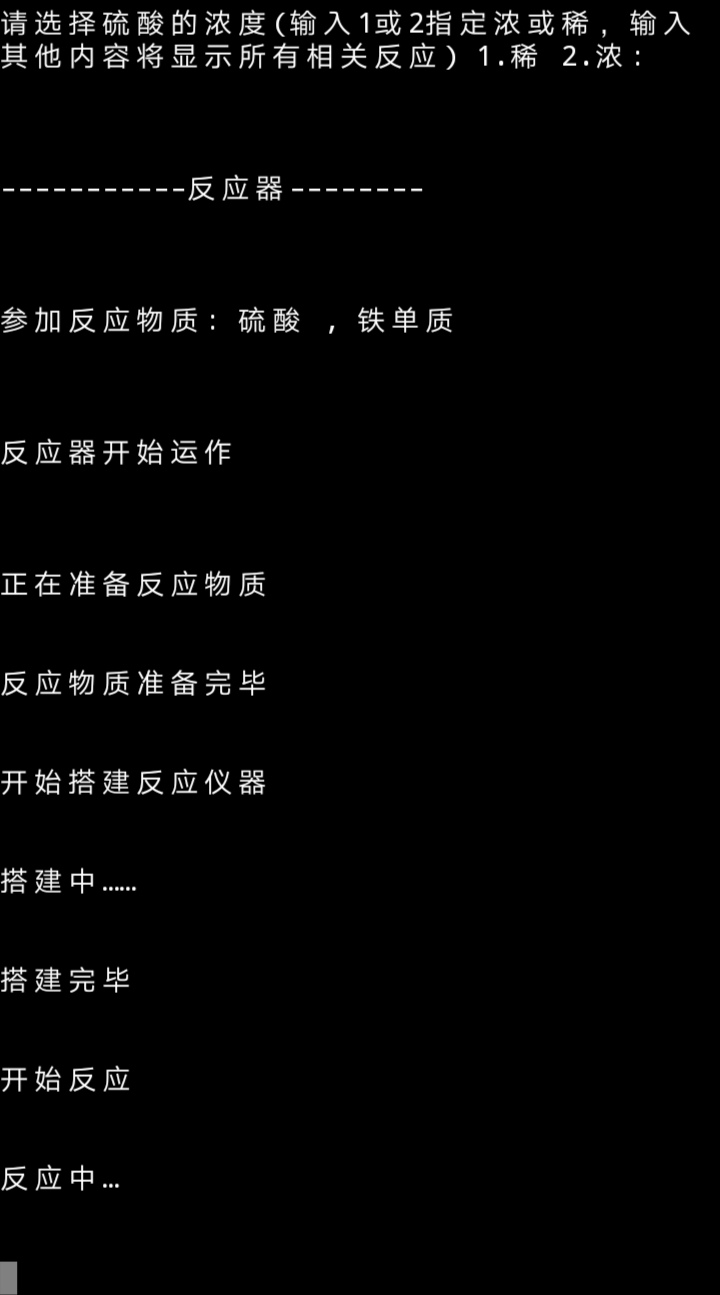 请选择硫酸的浓度(输入1或2指定浓或稀，输入
其他内容将显示所有相关反应) 1.稀 2.浓：
-----------反应器--------
参加反应物质：硫酸 ，铁单质
反应器开始运作
正在准备反应物质
反应物质准备完毕
开始搭建反应仪器
搭建中……
搭建完毕
开始反应
反应中…